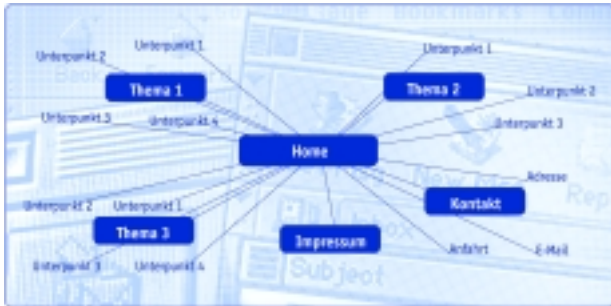 Unterpunkt 1
Unterpunkt 2
Thema 1
Unterpunkt 3
Unterpunkt 4
Unterpunkt 1
Thema 2
Unterpunkt 2
Unterpunkt 3
Home
Adresse
Kontakt
Anfahrt
E-Mail
Unterpunkt 2
Unterpunkt 1
Thema 3
Unterpunkt 3
Unterpunkt 4
Impressum
Subject